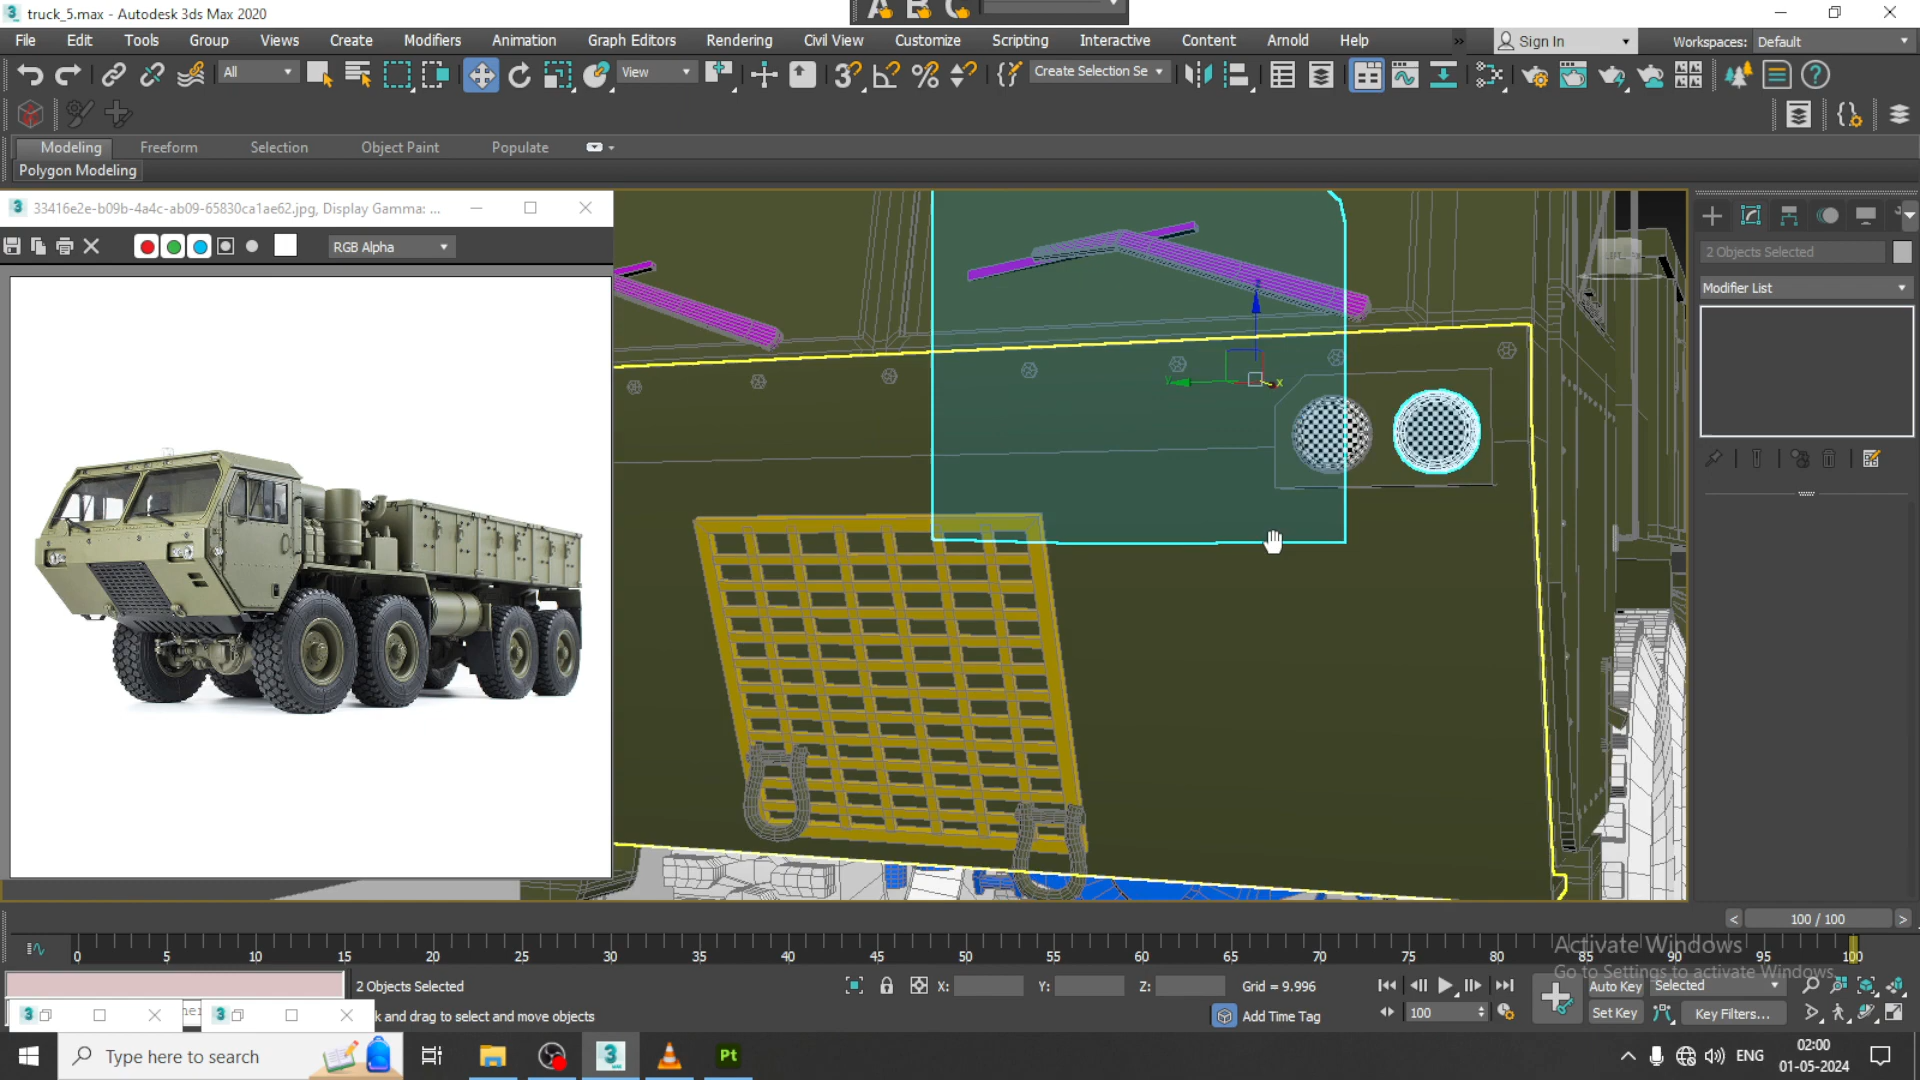 truck_5.max - Autodesk 3ds Max 2020
A B C
File Edit Tools Group Views Create Modifiers Animation Graph Editors Rendering Civil View Customize Scripting Interactive Content Arnold Help » Sign In Workspaces: Default
All View Create Selection Se
Modeling Freeform Selection Object Paint Populate
Polygon Modeling
33416e2e-b09b-4a4c-ab09-65830ca1ae62.jpg, Display Gamma: ...
RGB Alpha
2 Objects Selected
Modifier List
y x
< 100 / 100 >
0 5 10 15 20 25 30 35 40 45 50 55 60 65 70 75 80 85 90 95 100
Activate Windows
Go to Settings to activate Windows.
2 Objects Selected X: Y: Z: Grid = 9.996 Auto Key Selected
k and drag to select and move objects Add Time Tag 100 Set Key Key Filters...
Type here to search Pt ENG 02:00
01-05-2024